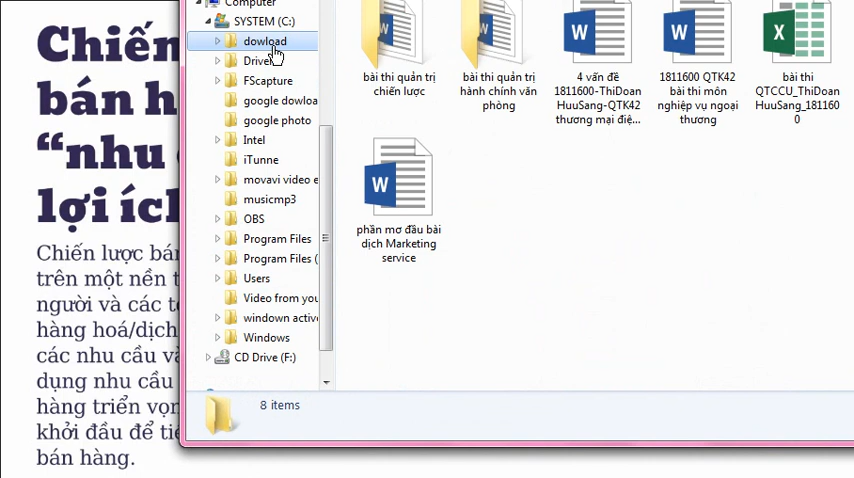 Chiến
bán h
“nhu
lợi ích
Chiến lược bán
trên một nền t
người và các t
hàng hoá/dịch
các nhu cầu và
dụng nhu cầu
hàng triển vọn
khởi đầu để ti
bán hàng.
Computer
SYSTEM (C:)
dowload
Driver
FScapture
google dowloa
google photo
Intel
iTunne
movavi video e
musicmp3
OBS
Program Files
Program Files (
Users
Video from you
windown active
Windows
CD Drive (F:)
bài thi quản trị
chiến lược
bài thi quản trị
hành chính văn
phòng
4 vấn đề
1811600-ThiDoan
HuuSang-QTK42
thương mại điệ...
1811600 QTK42
bài thi môn
nghiệp vụ ngoại
thương
bài thi
QTCCU_ThiDoan
HuuSang_181160
0
phần mơ đầu bài
dịch Marketing
service
8 items